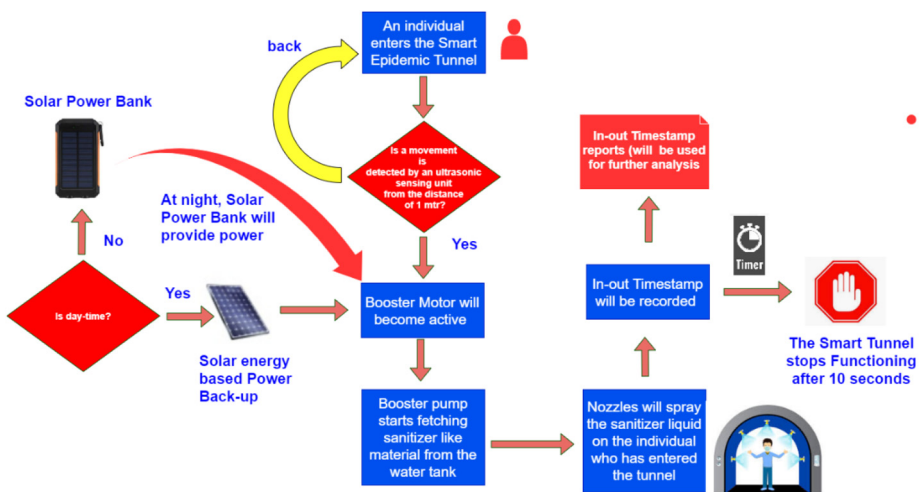 An individual
enters the Smart
Epidemic Tunnel
back
Is a movement
is
detected by an ultrasonic
sensing unit
from the distance
of 1 mtr?
Yes
Solar Power Bank
At night, Solar
Power Bank will
provide power
No
Is day-time?
Yes
Solar energy
based Power
Back-up
Booster Motor will
become active
Booster pump
starts fetching
sanitizer like
material from the
water tank
Nozzles will spray
the sanitizer liquid
on the individual
who has entered
the tunnel
In-out Timestamp
will be recorded
In-out Timestamp
reports (will be used
for further analysis
Timer
The Smart Tunnel
stops Functioning
after 10 seconds